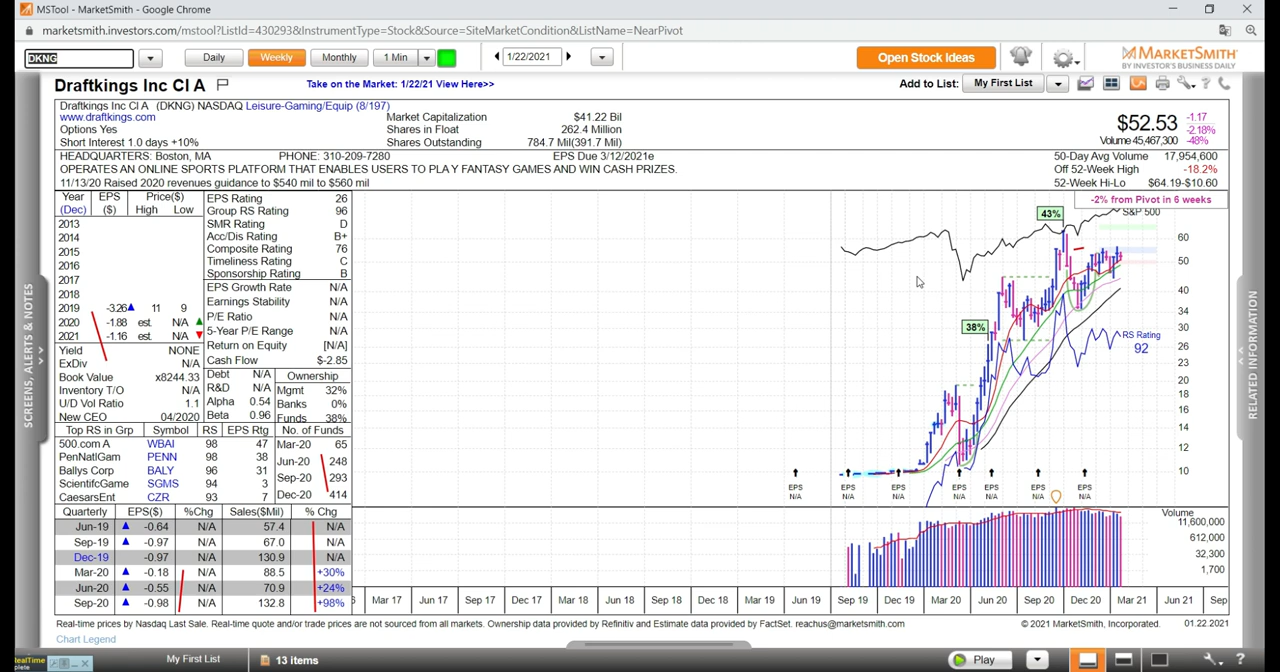 MSTool - MarketSmith - Google Chrome
marketsmith.investors.com/mstool?ListId=430293&InstrumentType=Stock&Source=SiteMarketCondition&ListName=NearPivot
DKNG Daily Weekly Monthly 1 Min 1/22/2021 Open Stock Ideas MARKETSMITH
BY INVESTOR'S BUSINESS DAILY
Draftkings Inc Cl A Take on the Market: 1/22/21 View Here>> Add to List: My First List
Draftkings Inc Cl A (DKNG) NASDAQ Leisure-Gaming/Equip (8/197) Market Capitalization $41.22 Bil
www.draftkings.com Shares in Float 262.4 Million
Options Yes Shares Outstanding 784.7 Mil(391.7 Mil)
Short Interest 1.0 days +10%
$52.53 -1.17
-2.18%
Volume 45,467,300 -48%
HEADQUARTERS: Boston, MA PHONE: 310-209-7280 EPS Due 3/12/2021e
OPERATES AN ONLINE SPORTS PLATFORM THAT ENABLES USERS TO PLAY FANTASY GAMES AND WIN CASH PRIZES.
11/13/20 Raised 2020 revenues guidance to $540 mil to $560 mil
50-Day Avg Volume 17,954,600
Off 52-Week High -18.2%
52-Week Hi-Lo $64.19-$10.60
-2% from Pivot in 6 weeks
S&P 500
Year EPS Price($)
(Dec) ($) High Low
2013
2014
2015
2016
2017
2018
2019 -3.26 11 9
2020 -1.88 est. N/A
2021 -1.16 est. N/A
Yield NONE
ExDiv N/A
Book Value x8244.33
Inventory T/O N/A
U/D Vol Ratio 1.1
New CEO 04/2020
EPS Rating 26
Group RS Rating 96
SMR Rating D
Acc/Dis Rating B+
Composite Rating 76
Timeliness Rating C
Sponsorship Rating B
EPS Growth Rate N/A
Earnings Stability N/A
P/E Ratio N/A
5-Year P/E Range N/A
Return on Equity [N/A]
Cash Flow $-2.85
Debt N/A
R&D N/A
Alpha 0.54
Beta 0.96
Ownership
Mgmt 32%
Banks 0%
Funds 38%
Top RS in Grp Symbol RS EPS Rtg
500.com A WBAI 98 47
PennNatlGam PENN 98 38
Ballys Corp BALY 96 31
ScientifcGame SGMS 94 3
CaesarsEnt CZR 93 7
No. of Funds
Mar-20 65
Jun-20 248
Sep-20 293
Dec-20 414
Quarterly EPS($) %Chg Sales($Mil) % Chg
Jun-19 -0.64 N/A 57.4 N/A
Sep-19 -0.97 N/A 67.0 N/A
Dec-19 -0.97 N/A 130.9 N/A
Mar-20 -0.18 N/A 88.5 +30%
Jun-20 -0.55 N/A 70.9 +24%
Sep-20 -0.98 N/A 132.8 +98%
43%
38%
60
50
40
34
30
26
23
20
18
16
14
12
10
RS Rating
92
EPS EPS EPS EPS EPS EPS EPS
N/A N/A N/A N/A N/A N/A N/A
Volume
11,600,000
612,000
32,300
1,700
6 Mar 17 Jun 17 Sep 17 Dec 17 Mar 18 Jun 18 Sep 18 Dec 18 Mar 19 Jun 19 Sep 19 Dec 19 Mar 20 Jun 20 Sep 20 Dec 20 Mar 21 Jun 21 Sep
Real-time prices by Nasdaq Last Sale. Real-time quote and/or trade prices are not sourced from all markets. Ownership data provided by Refinitiv and Estimate data provided by FactSet. reachus@marketsmith.com © 2021 MarketSmith, Incorporated. 01.22.2021
Chart Legend
SCREENS, ALERTS & NOTES
RELATED INFORMATION
My First List 13 items Play